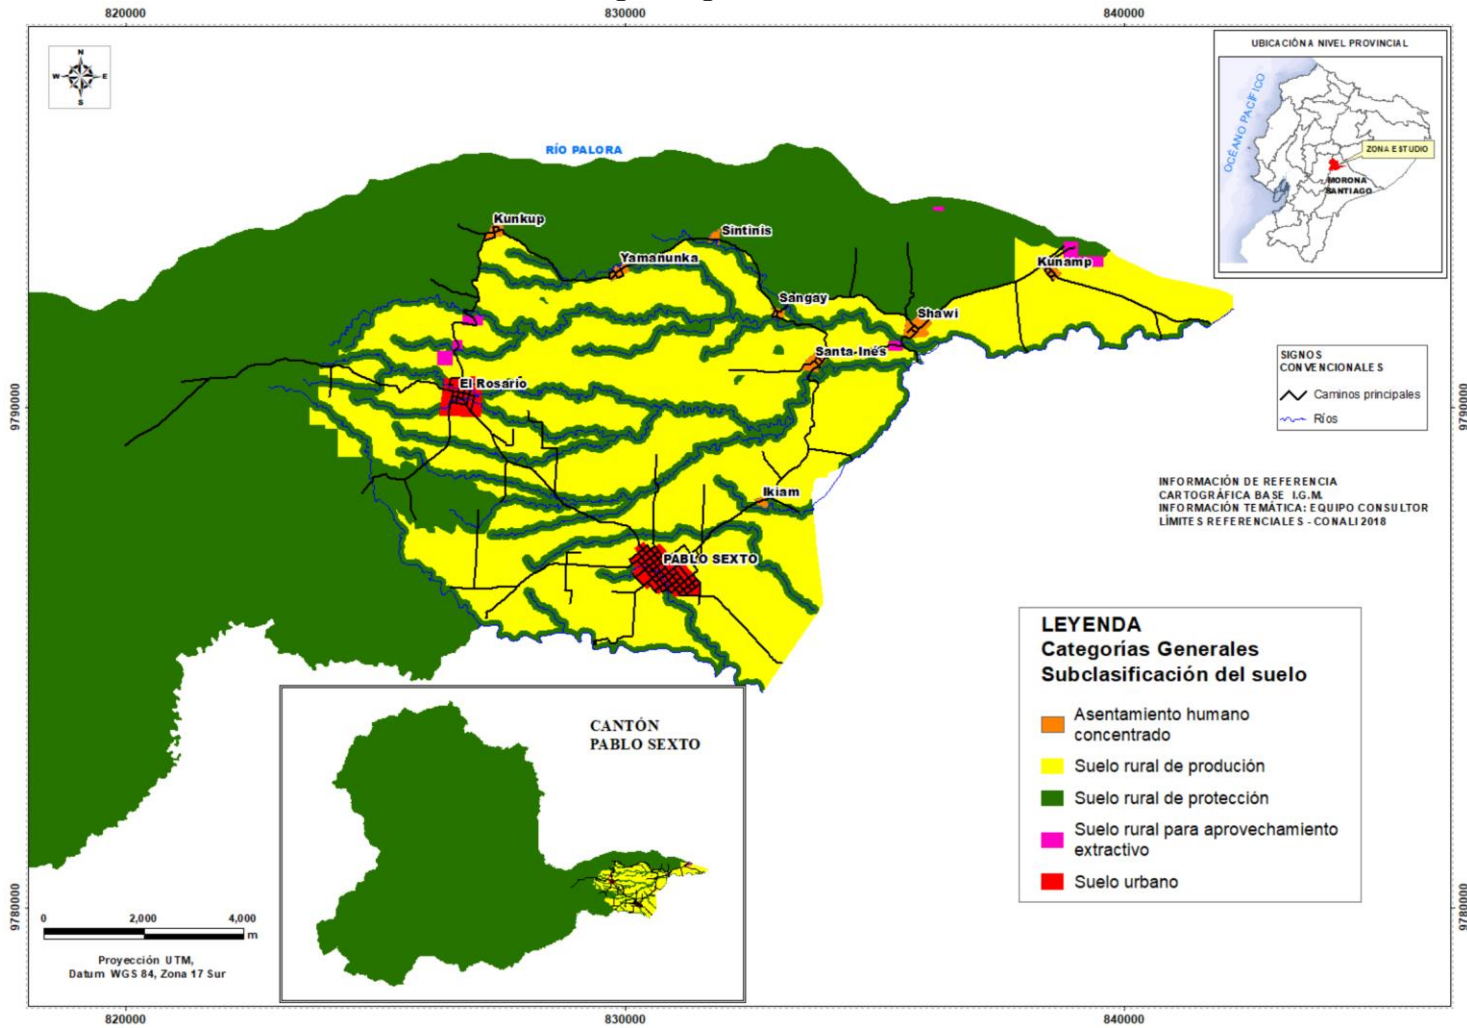 820000
830000
840000
N
W
E
S
UBICACIÓN A NIVEL PROVINCIAL
OCÉANO PACÍFICO
ZONA ESTUDIO
MORONA
SANTIAGO
RÍO PALORA
Kunkup
Sintinis
Yamanunka
Kunamp
Sangay
Shawi
Santa-Inés
El Rosario
Ikiam
PABLO SEXTO
9790000
9790000
SIGNOS
CONVENCIONALES
Caminos principales
Ríos
INFORMACIÓN DE REFERENCIA
CARTOGRÁFICA BASE I.G.M.
INFORMACIÓN TEMÁTICA: EQUIPO CONSULTOR
LÍMITES REFERENCIALES - CONALI 2018
LEYENDA
Categorías Generales
Subclasificación del suelo
Asentamiento humano
concentrado
Suelo rural de produción
Suelo rural de protección
Suelo rural para aprovechamiento
extractivo
Suelo urbano
CANTÓN
PABLO SEXTO
9780000
9780000
0
2,000
4,000
m
Proyección UTM,
Datum WGS 84, Zona 17 Sur
820000
830000
840000